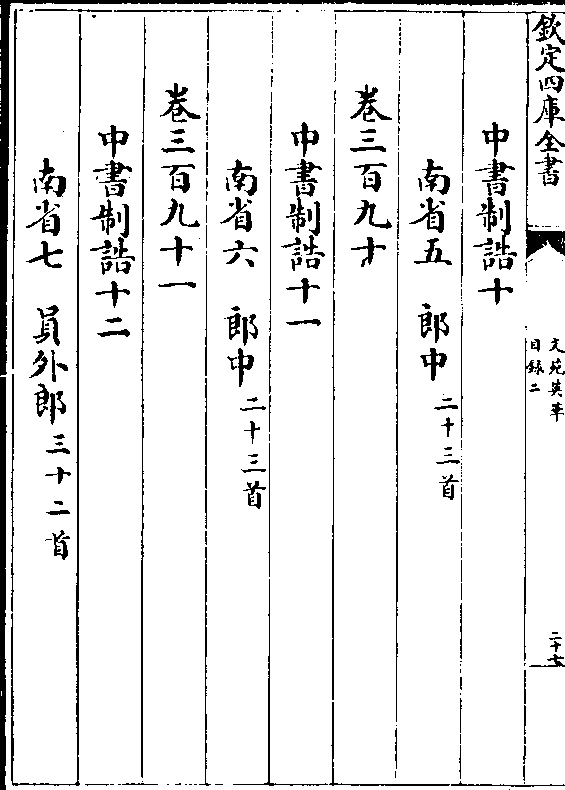 欽定四庫全書
文苑英華
目録二
二十七
中書制誥十
南省五　郎中二十三首
卷三百九十
中書制誥十一
南省六　郎中二十三首
卷三百九十一
中書制誥十二
南省七　員外郎三十二首